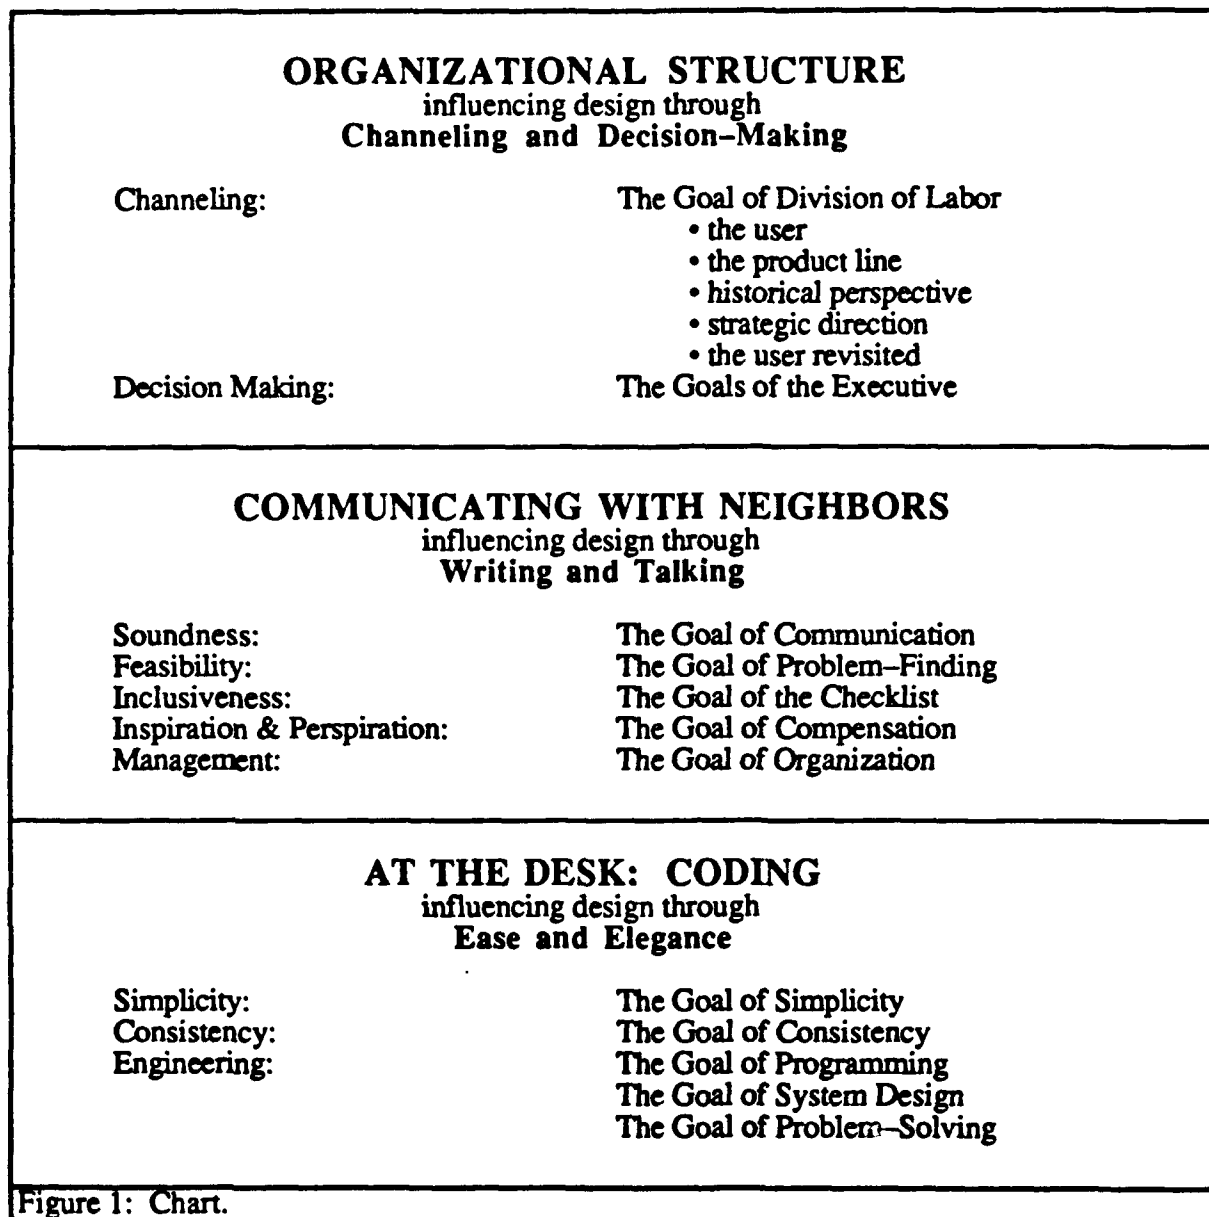 ORGANIZATIONAL STRUCTURE
influencing design through
Channeling and Decision–Making
Channeling: The Goal of Division of Labor
• the user
• the product line
• historical perspective
• strategic direction
• the user revisited
Decision Making: The Goals of the Executive
COMMUNICATING WITH NEIGHBORS
influencing design through
Writing and Talking
Soundness: The Goal of Communication
Feasibility: The Goal of Problem–Finding
Inclusiveness: The Goal of the Checklist
Inspiration & Perspiration: The Goal of Compensation
Management: The Goal of Organization
AT THE DESK: CODING
influencing design through
Ease and Elegance
Simplicity: The Goal of Simplicity
Consistency: The Goal of Consistency
Engineering: The Goal of Programming
The Goal of System Design
The Goal of Problem–Solving
Figure 1: Chart.